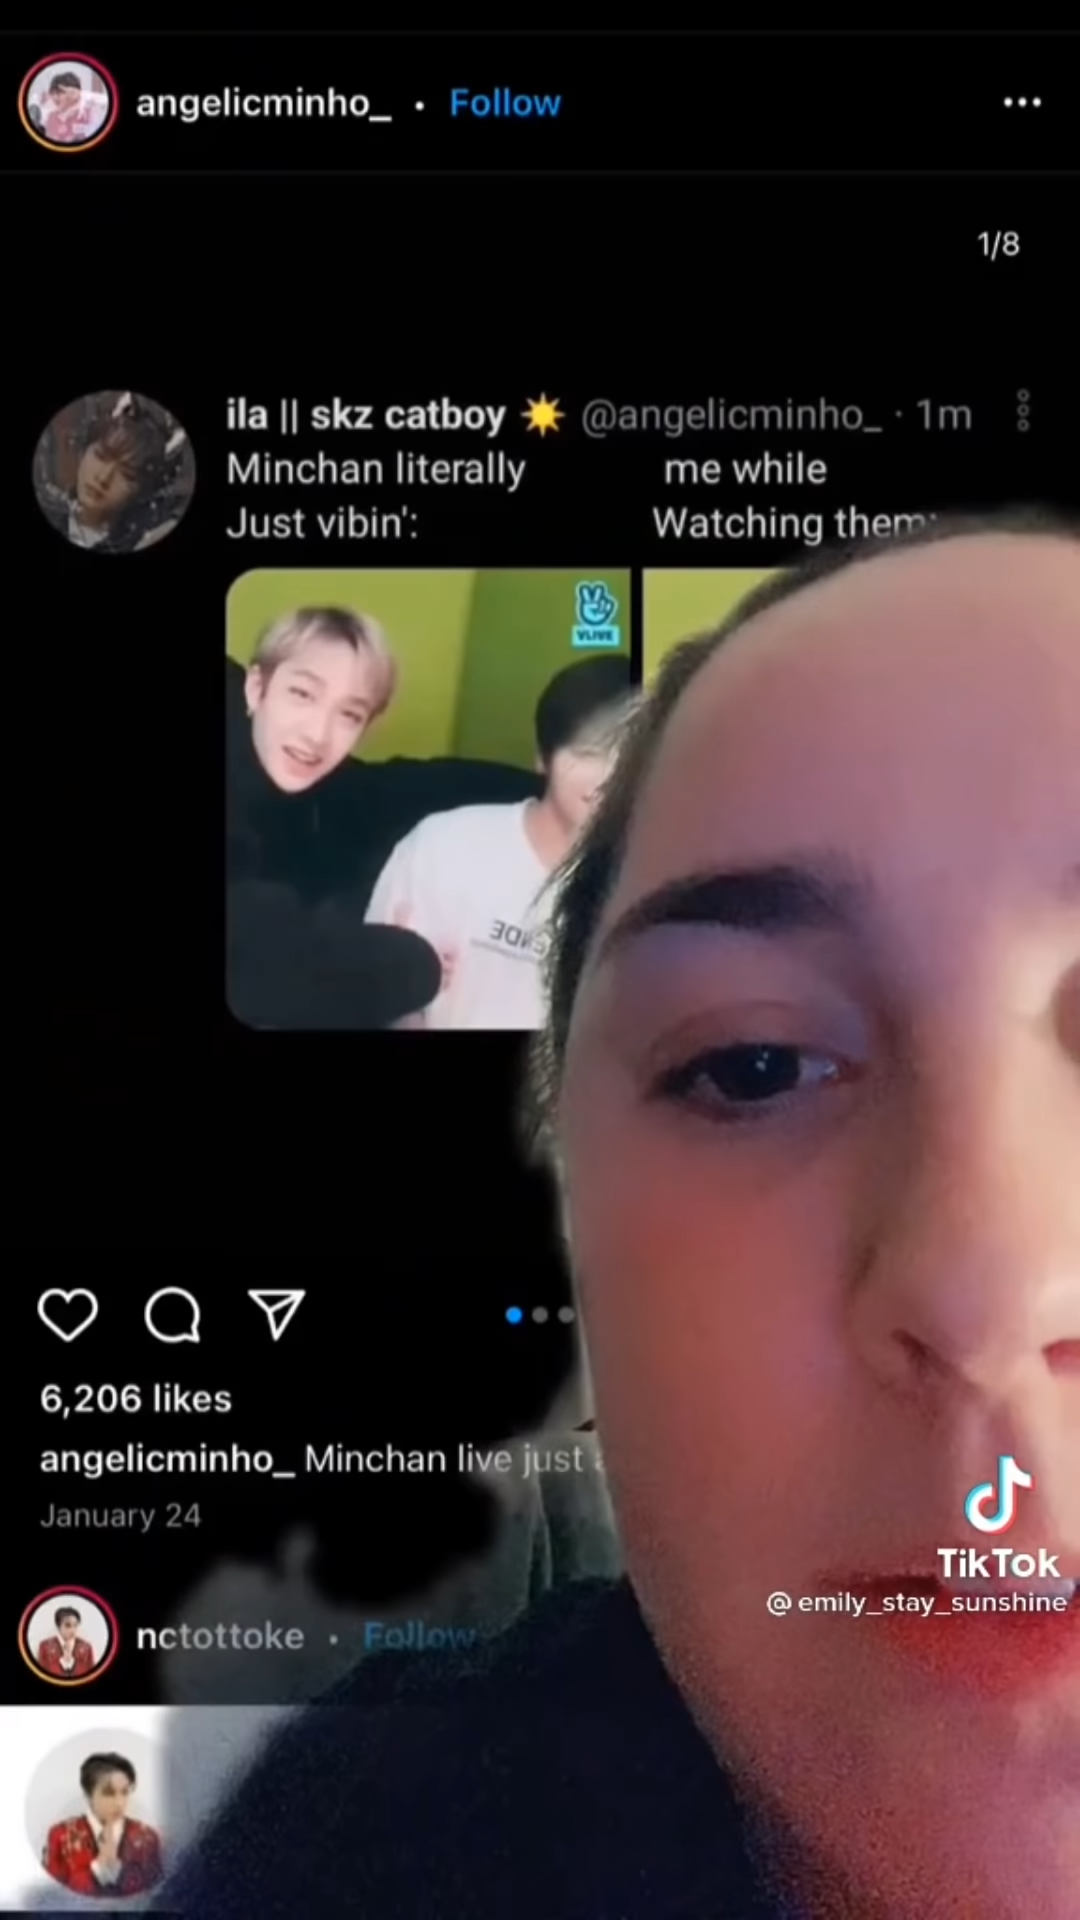 angelicminho_ • Follow
1/8
ila || skz catboy ☀️ @angelicminho_ · 1m
Minchan literally me while
Just vibin': Watching them:
VLIVE
6,206 likes
angelicminho_ Minchan live just
January 24
nctottoke • Follow
TikTok
@emily_stay_sunshine